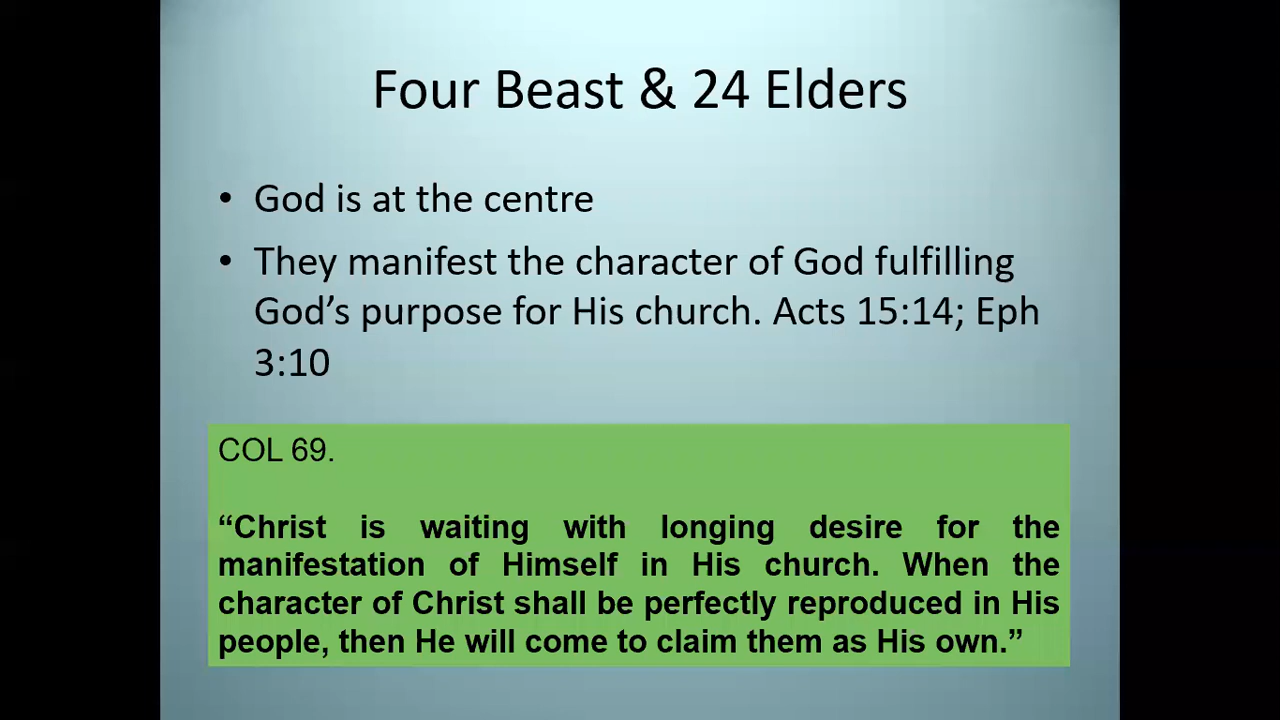 Four Beast & 24 Elders
• God is at the centre
• They manifest the character of God fulfilling
God’s purpose for His church. Acts 15:14; Eph
3:10
COL 69.
“Christ is waiting with longing desire for the
manifestation of Himself in His church. When the
character of Christ shall be perfectly reproduced in His
people, then He will come to claim them as His own.”